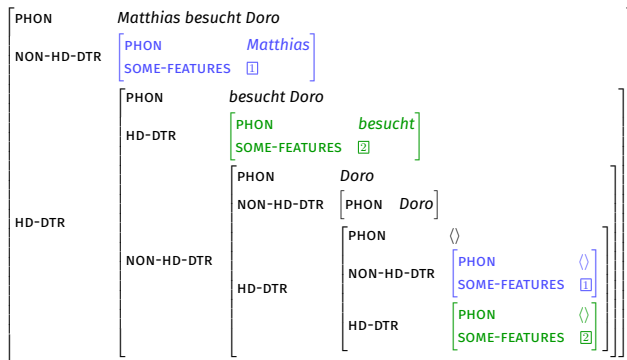 PHON Matthias besucht Doro
NON-HD-DTR PHON Matthias
SOME-FEATURES 1
PHON besucht Doro
HD-DTR PHON besucht
SOME-FEATURES 2
PHON Doro
NON-HD-DTR PHON Doro
HD-DTR
NON-HD-DTR
PHON ⟨⟩
HD-DTR
NON-HD-DTR PHON ⟨⟩
SOME-FEATURES 1
HD-DTR PHON ⟨⟩
SOME-FEATURES 2